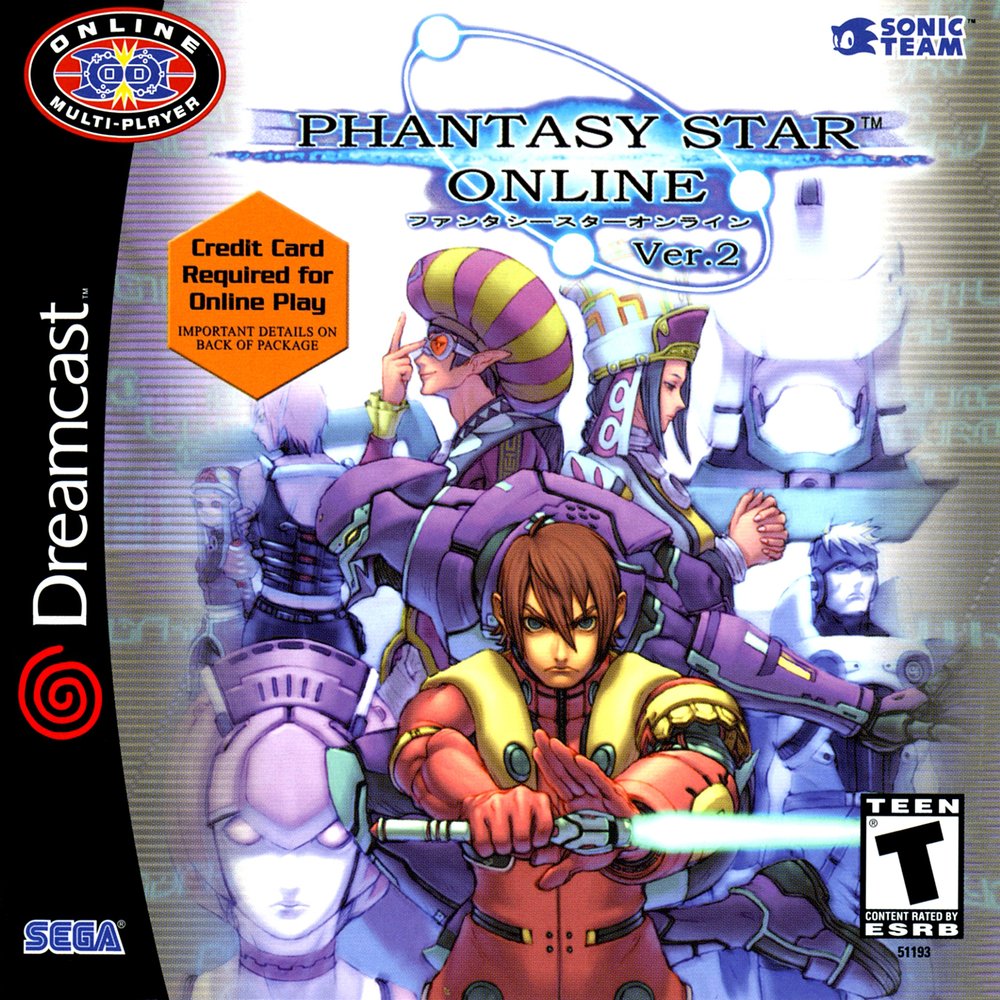 ONLINE
MULTI-PLAYER
SONIC
TEAM™
PHANTASY STAR™
ONLINE
ファンタシースターオンライン
Ver.2
Credit Card
Required for
Online Play
IMPORTANT DETAILS ON
BACK OF PACKAGE
Dreamcast™
SEGA®
TEEN
T®
CONTENT RATED BY
ESRB
51193